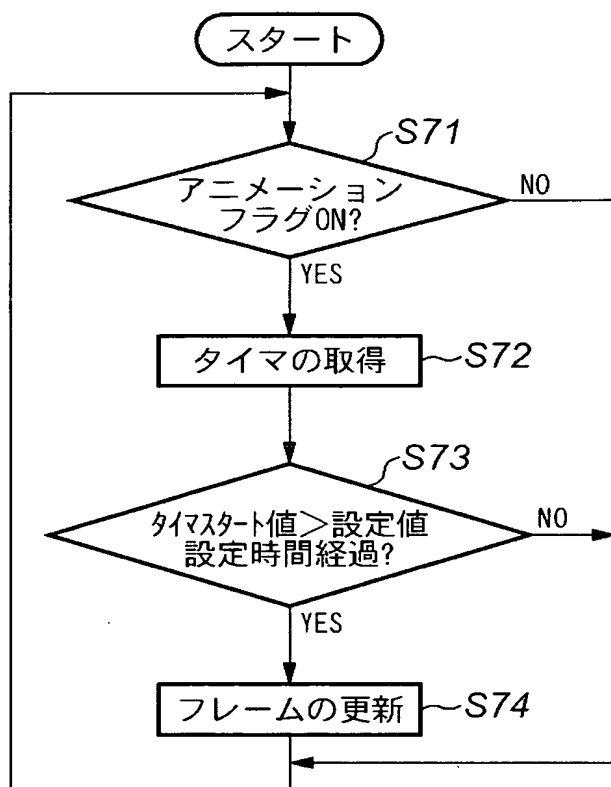 スタート
S71
アニメーション
フラグON?
NO
YES
タイマの取得
S72
S73
ﾀｲﾏｽﾀｰﾄ値＞設定値
設定時間経過?
NO
YES
フレームの更新
S74